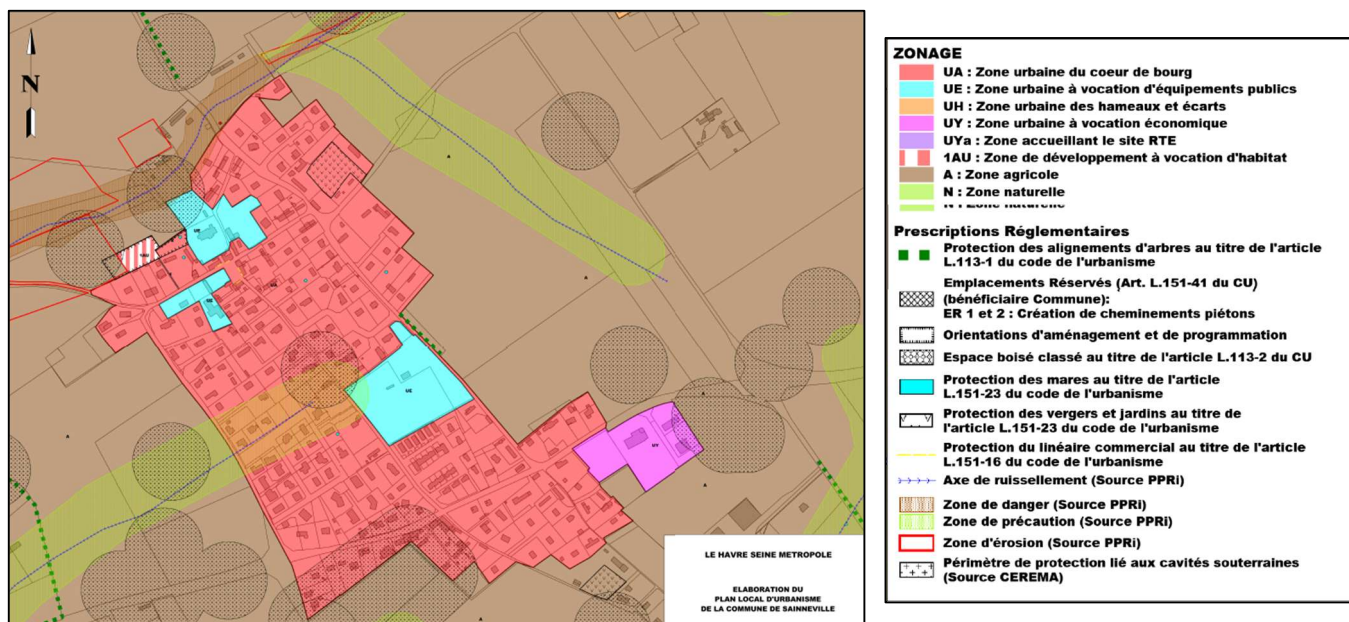 N
UE
1AU
UA
UE
UE
UY
A
A
A
A
A
A
LE HAVRE SEINE METROPOLE
ELABORATION DU
PLAN LOCAL D'URBANISME
DE LA COMMUNE DE SAINNEVILLE
ZONAGE
UA : Zone urbaine du coeur de bourg
UE : Zone urbaine à vocation d'équipements publics
UH : Zone urbaine des hameaux et écarts
UY : Zone urbaine à vocation économique
UYa : Zone accueillant le site RTE
1AU : Zone de développement à vocation d'habitat
A : Zone agricole
N : Zone naturelle
N : Zone naturelle
Prescriptions Réglementaires
Protection des alignements d'arbres au titre de l'article
L.113-1 du code de l'urbanisme
Emplacements Réservés (Art. L.151-41 du CU)
(bénéficiaire Commune):
ER 1 et 2 : Création de cheminements piétons
Orientations d'aménagement et de programmation
Espace boisé classé au titre de l'article L.113-2 du CU
Protection des mares au titre de l'article
L.151-23 du code de l'urbanisme
Protection des vergers et jardins au titre de
l'article L.151-23 du code de l'urbanisme
Protection du linéaire commercial au titre de l'article
L.151-16 du code de l'urbanisme
Axe de ruissellement (Source PPRi)
Zone de danger (Source PPRi)
Zone de précaution (Source PPRi)
Zone d'érosion (Source PPRi)
Périmètre de protection lié aux cavités souterraines
(Source CEREMA)